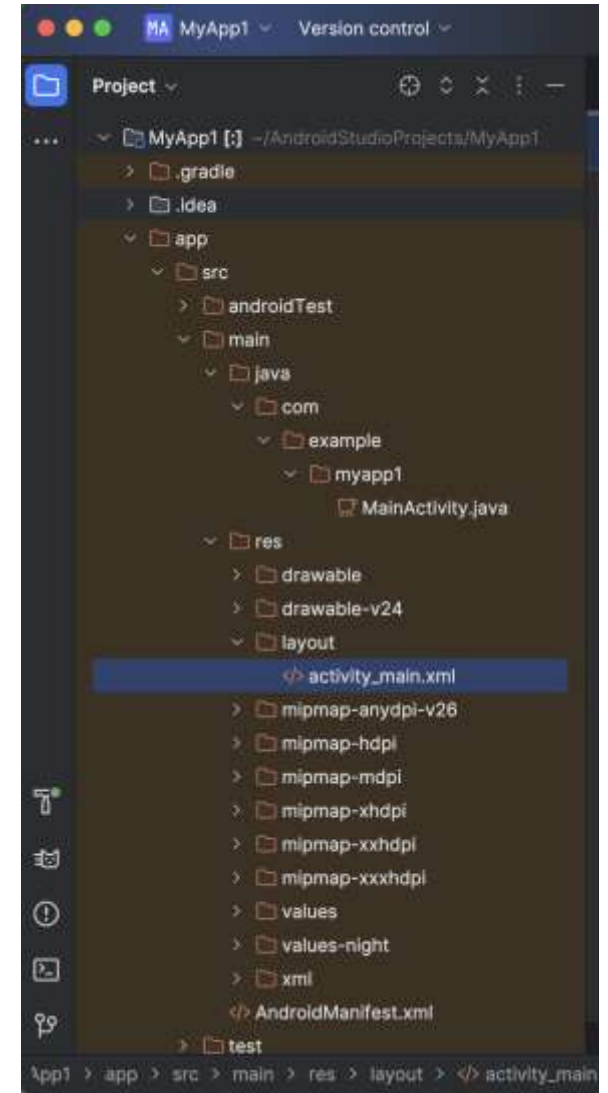 MA MyApp1 Version control
Project
MyApp1 [:] ~/AndroidStudioProjects/MyApp1
.gradle
.idea
app
src
androidTest
main
java
com
example
myapp1
MainActivity.java
res
drawable
drawable-v24
layout
</> activity_main.xml
mipmap-anydpi-v26
mipmap-hdpi
mipmap-mdpi
mipmap-xhdpi
mipmap-xxhdpi
mipmap-xxxhdpi
values
values-night
xml
</> AndroidManifest.xml
test
App1 > app > src > main > res > layout > </> activity_main